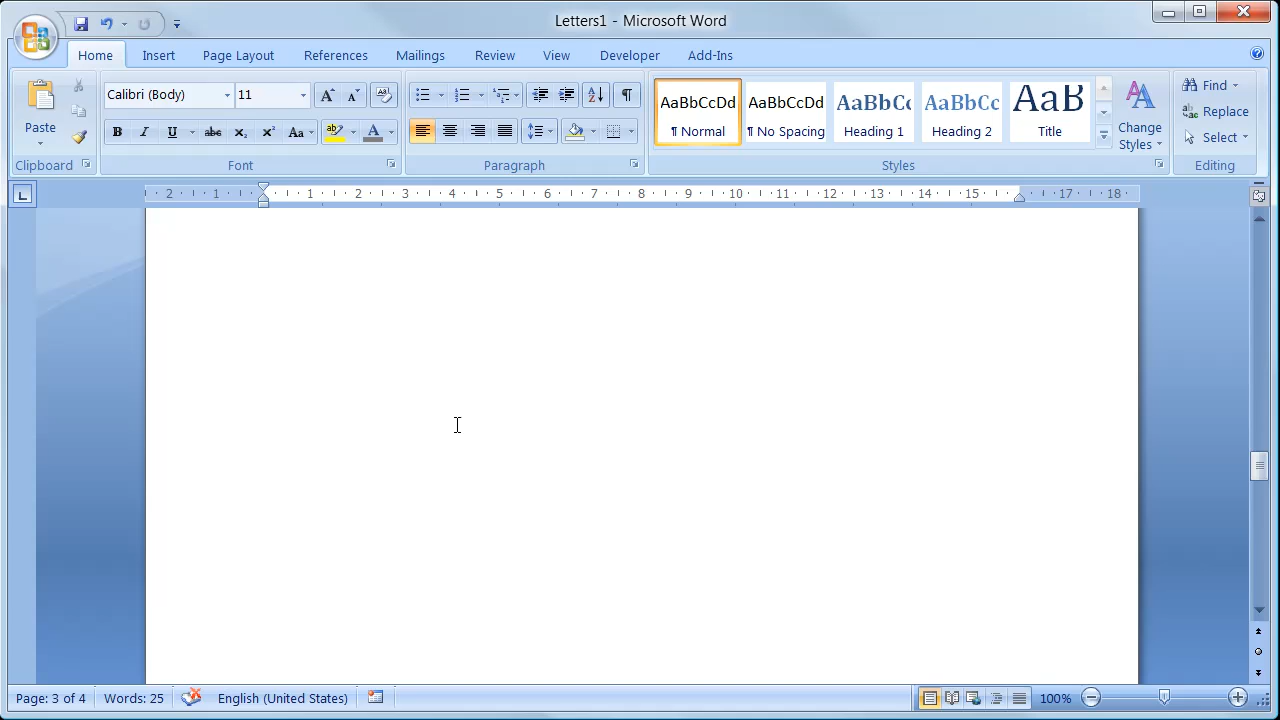 Letters1 - Microsoft Word
Home Insert Page Layout References Mailings Review View Developer Add-Ins
Paste
Clipboard
Calibri (Body) 11
B I U abc x₂ x² Aa ab A
Font
Paragraph
AaBbCcDd AaBbCcDd AaBbCc AaBbCc AaB
¶ Normal ¶ No Spacing Heading 1 Heading 2 Title
Change Styles
Styles
Find
Replace
Select
Editing
2 1 1 2 3 4 5 6 7 8 9 10 11 12 13 14 15 17 18
Page: 3 of 4 Words: 25 English (United States) 100%